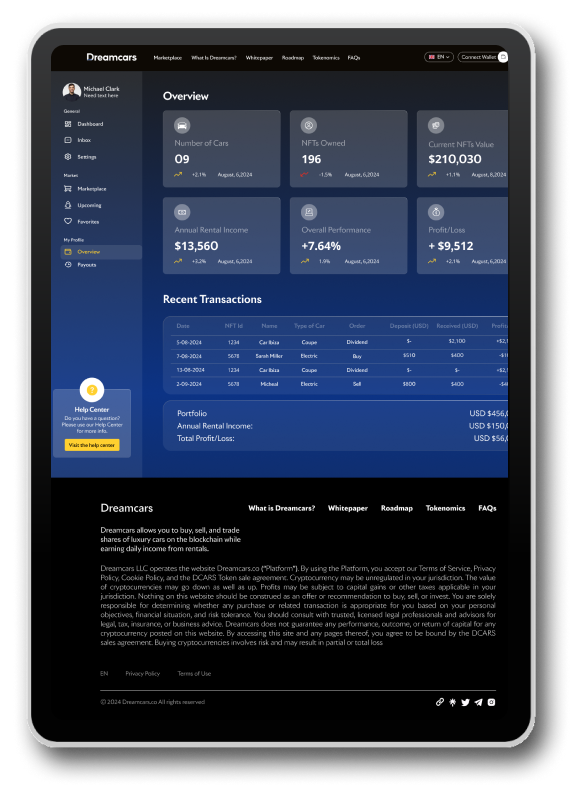 Dreamcars
Marketplace What Is Dreamcars? Whitepaper Roadmap Tokenomics FAQs
EN
Connect Wallet
Michael Clark
Need text here
General
Dashboard
Inbox
Settings
Market
Marketplace
Upcoming
Favorites
My Profile
Overview
Payouts
Help Center
Do you have a question?
Please use our Help Center
for more info.
Visit the help center
Overview
Number of Cars
09
+2.1% August, 6,2024
NFTs Owned
196
-1.5% August, 6,2024
Current NFTs Value
$210,030
+1.1% August, 8,2024
Annual Rental Income
$13,560
+3.2% August, 6,2024
Overall Performance
+7.64%
1.9% August, 6,2024
Profit/Loss
+ $9,512
+2.1% August, 6,2024
Recent Transactions
Date NFT Id Name Type of Car Order Deposit (USD) Received (USD)
5-08-2024 1234 Car Ibiza Coupe Dividend $- $2,100
7-06-2024 5678 Sarah Miller Electric Buy $510 $400
13-08-2024 1234 Car Ibiza Coupe Dividend $- $-
2-09-2024 5678 Micheal Electric Sell $800 $400
Portfolio USD $456,0
Annual Rental Income: USD $150,0
Total Profit/Loss: USD $56,0
Dreamcars
What is Dreamcars? Whitepaper Roadmap Tokenomics FAQs
Dreamcars allows you to buy, sell, and trade
shares of luxury cars on the blockchain while
earning daily income from rentals.
Dreamcars LLC operates the website Dreamcars.co ("Platform"). By using the Platform, you accept our Terms of Service, Privacy
Policy, Cookie Policy, and the DCARS Token sale agreement. Cryptocurrency may be unregulated in your jurisdiction. The value
of cryptocurrencies may go down as well as up. Profits may be subject to capital gains or other taxes applicable in your
jurisdiction. Nothing on this website should be construed as an offer or recommendation to buy, sell, or invest. You are solely
responsible for determining whether any purchase or related transaction is appropriate for you based on your personal
objectives, financial situation, and risk tolerance. You should consult with trusted, licensed legal professionals and advisors for
legal, tax, insurance, or business advice. Dreamcars does not guarantee any performance, outcome, or return of capital for any
cryptocurrency posted on this website. By accessing this site and any pages thereof, you agree to be bound by the DCARS
sales agreement. Buying cryptocurrencies involves risk and may result in partial or total loss
EN Privacy Policy Terms of Use
© 2024 Dreamcars.co All rights reserved